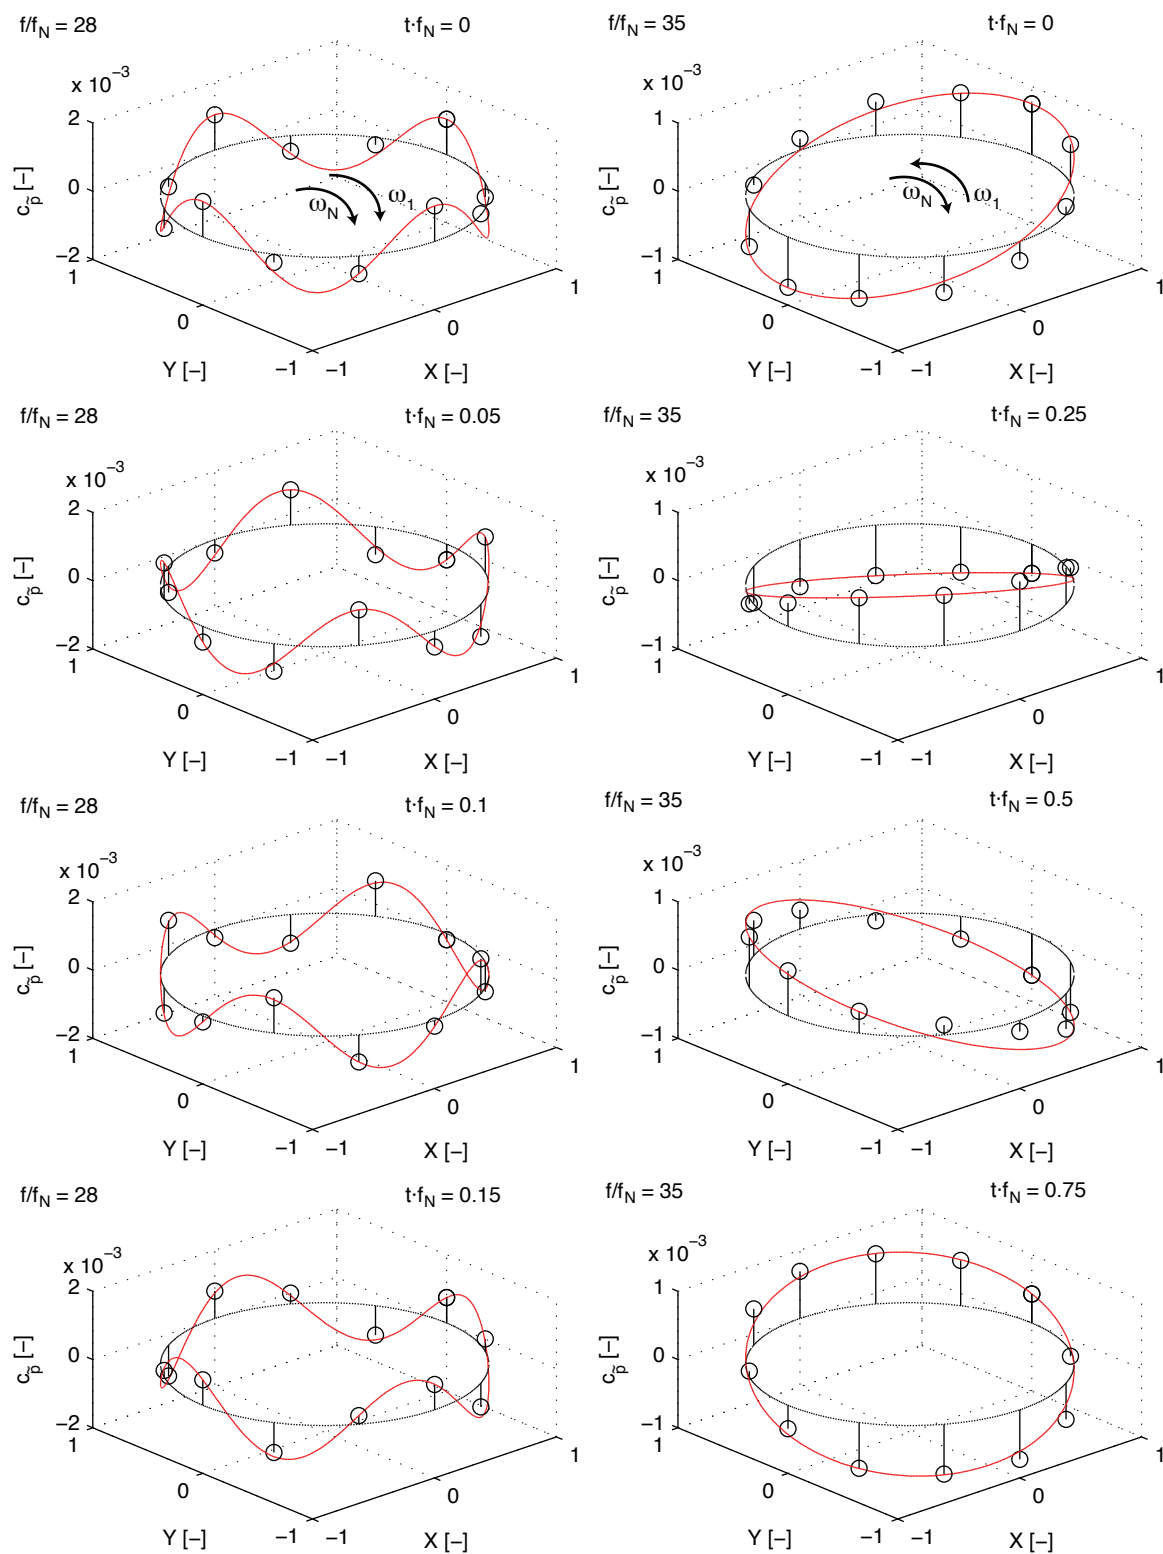 f/fN = 28 t·fN = 0
x 10−3
2
0
−2
cp̃ [−]
1
0
−1
Y [−]
−1
0
1
X [−]
ωN
ω1
f/fN = 35 t·fN = 0
x 10−3
1
0
−1
cp̃ [−]
1
0
−1
Y [−]
−1
0
1
X [−]
ωN
ω1
f/fN = 28 t·fN = 0.05
x 10−3
2
0
−2
cp̃ [−]
1
0
−1
Y [−]
−1
0
1
X [−]
f/fN = 35 t·fN = 0.25
x 10−3
1
0
−1
cp̃ [−]
1
0
−1
Y [−]
−1
0
1
X [−]
f/fN = 28 t·fN = 0.1
x 10−3
2
0
−2
cp̃ [−]
1
0
−1
Y [−]
−1
0
1
X [−]
f/fN = 35 t·fN = 0.5
x 10−3
1
0
−1
cp̃ [−]
1
0
−1
Y [−]
−1
0
1
X [−]
f/fN = 28 t·fN = 0.15
x 10−3
2
0
−2
cp̃ [−]
1
0
−1
Y [−]
−1
0
1
X [−]
f/fN = 35 t·fN = 0.75
x 10−3
1
0
−1
cp̃ [−]
1
0
−1
Y [−]
−1
0
1
X [−]